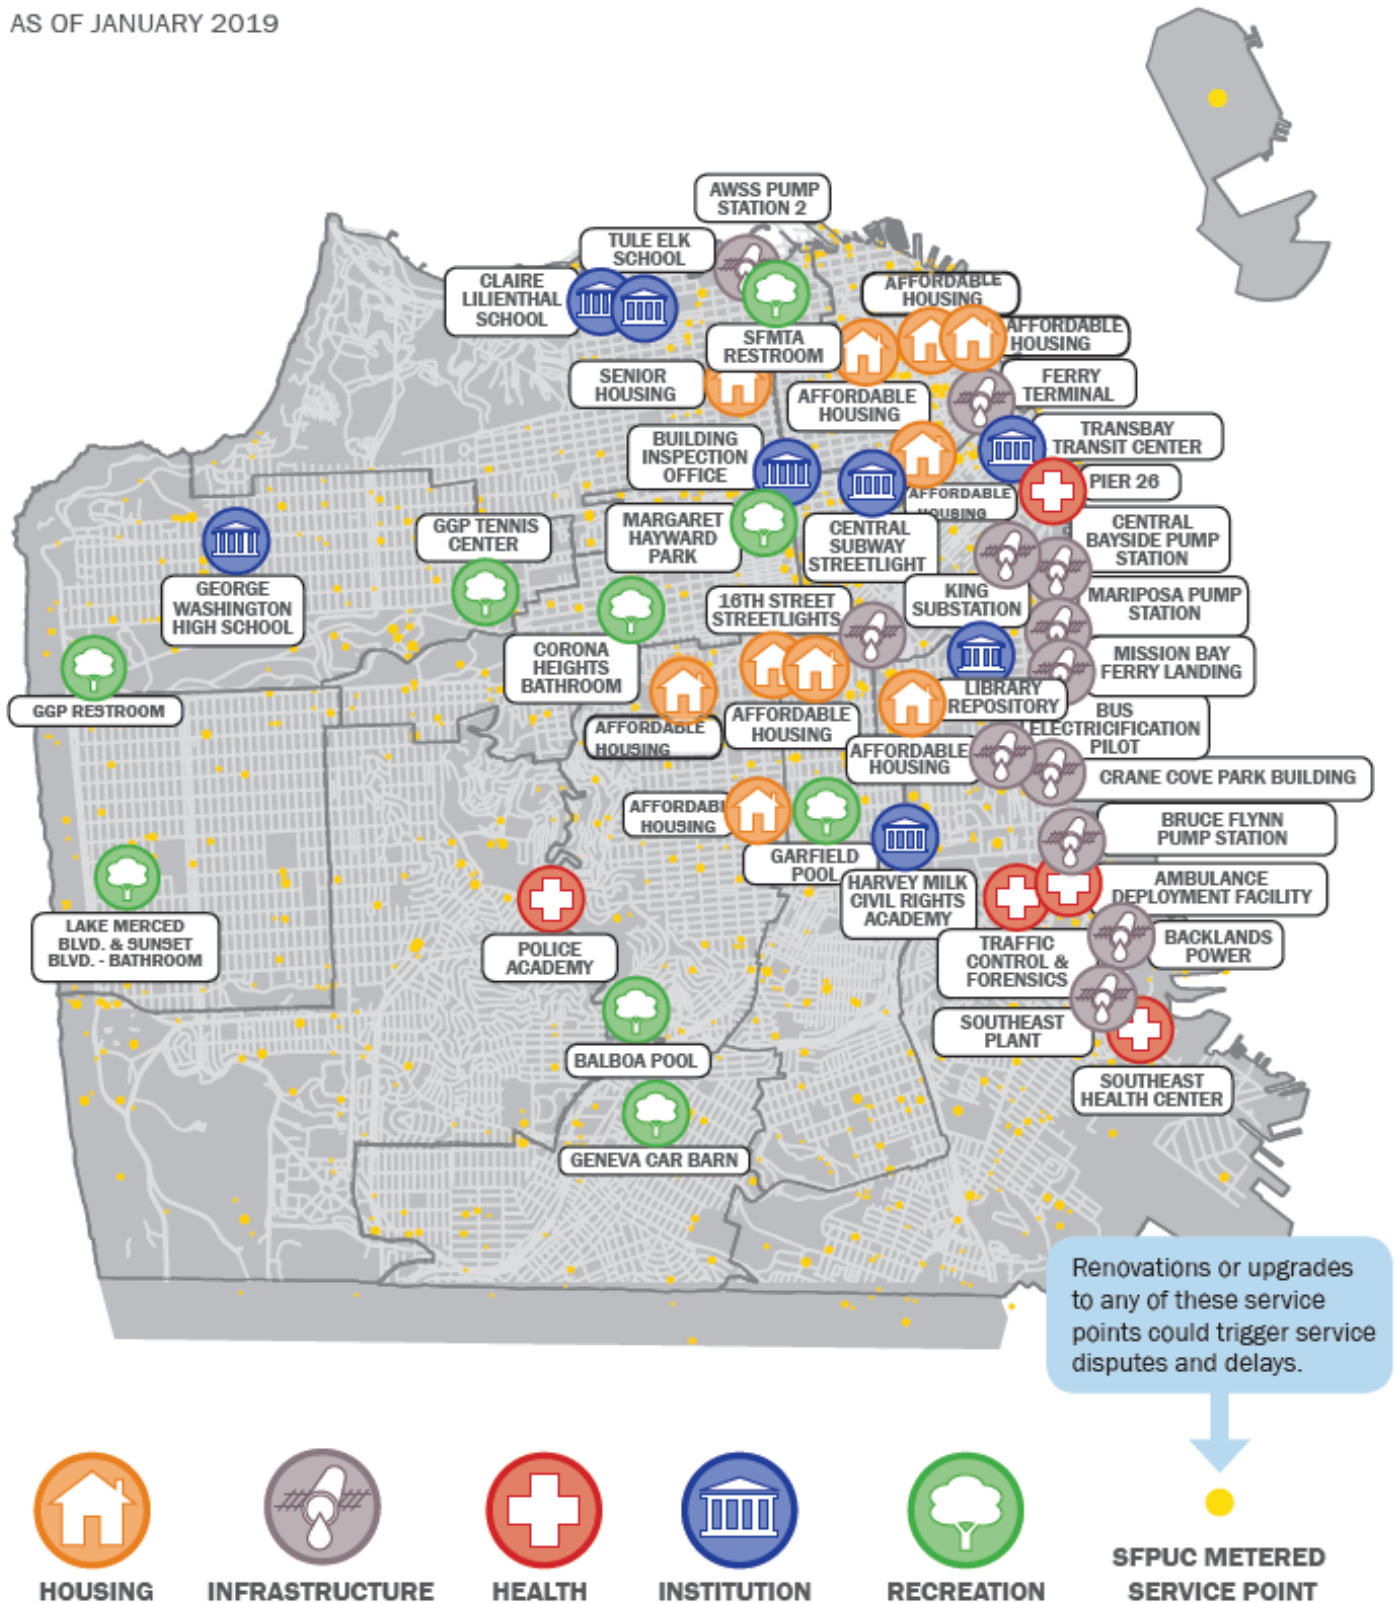 AS OF JANUARY 2019
AWSS PUMP
STATION 2
TULE ELK
SCHOOL
CLAIRE
LILIENTHAL
SCHOOL
AFFORDABLE
HOUSING
SFMTA
RESTROOM
AFFORDABLE
HOUSING
SENIOR
HOUSING
AFFORDABLE
HOUSING
FERRY
TERMINAL
BUILDING
INSPECTION
OFFICE
TRANSBAY
TRANSIT CENTER
PIER 26
AFFORDABLE
HOUSING
MARGARET
HAYWARD
PARK
CENTRAL
SUBWAY
STREETLIGHT
CENTRAL
BAYSIDE PUMP
STATION
GGP TENNIS
CENTER
GEORGE
WASHINGTON
HIGH SCHOOL
16TH STREET
STREETLIGHTS
KING
SUBSTATION
MARIPOSA PUMP
STATION
CORONA
HEIGHTS
BATHROOM
MISSION BAY
FERRY LANDING
GGP RESTROOM
LIBRARY
REPOSITORY
AFFORDABLE
HOUSING
AFFORDABLE
HOUSING
BUS
ELECTRICIFICATION
PILOT
AFFORDABLE
HOUSING
CRANE COVE PARK BUILDING
AFFORDABL
HOUSING
BRUCE FLYNN
PUMP STATION
GARFIELD
POOL
HARVEY MILK
CIVIL RIGHTS
ACADEMY
AMBULANCE
DEPLOYMENT FACILITY
LAKE MERCED
BLVD. & SUNSET
BLVD. - BATHROOM
POLICE
ACADEMY
TRAFFIC
CONTROL &
FORENSICS
BACKLANDS
POWER
SOUTHEAST
PLANT
BALBOA POOL
SOUTHEAST
HEALTH CENTER
GENEVA CAR BARN
Renovations or upgrades
to any of these service
points could trigger service
disputes and delays.
HOUSING
INFRASTRUCTURE
HEALTH
INSTITUTION
RECREATION
SFPUC METERED
SERVICE POINT